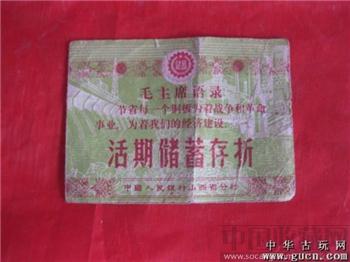 毛主席语录
节省每一个铜板为着战争和革命
事业，为着我们的经济建设。
活期储蓄存折
中国人民银行山西省分行
中华古玩网
www.gucn.com